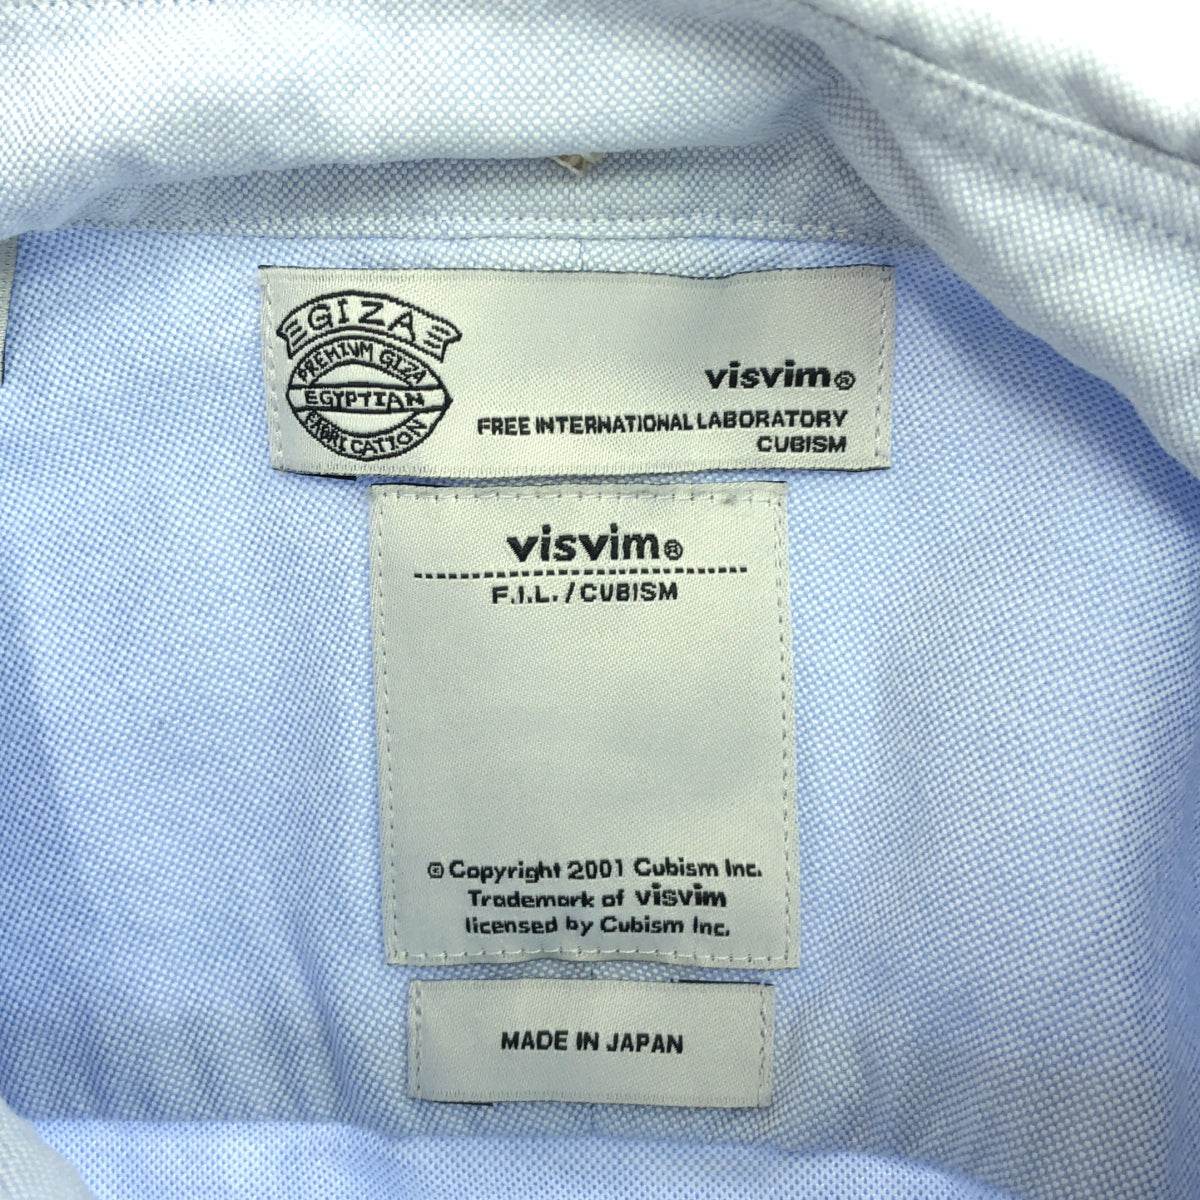 GIZA
PREMIUM GIZA
EGYPTIAN
FABRICATION
visvim®
FREE INTERNATIONAL LABORATORY
CUBISM
visvim®
F.I.L./CUBISM
© Copyright 2001 Cubism Inc.
Trademark of visvim
licensed by Cubism Inc.
MADE IN JAPAN